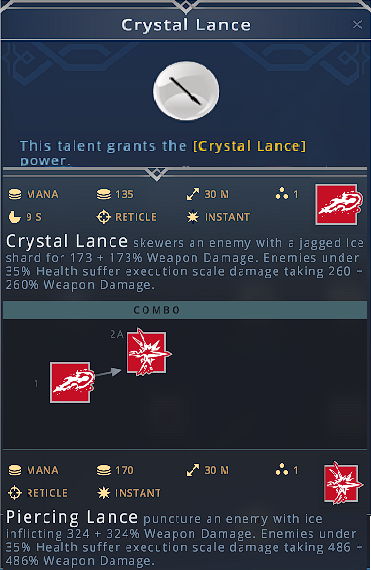 Crystal Lance
This talent grants the [Crystal Lance]
power.
MANA 135 30 M 1
9 S RETICLE INSTANT
Crystal Lance skewers an enemy with a jagged ice
shard for 173 + 173% Weapon Damage. Enemies under
35% Health suffer execution scale damage taking 260 -
260% Weapon Damage.
COMBO
2A
1
MANA 170 30 M 1
RETICLE INSTANT
Piercing Lance puncture an enemy with ice
inflicting 324 + 324% Weapon Damage. Enemies under
35% Health suffer execution scale damage taking 486 -
486% Weapon Damage.